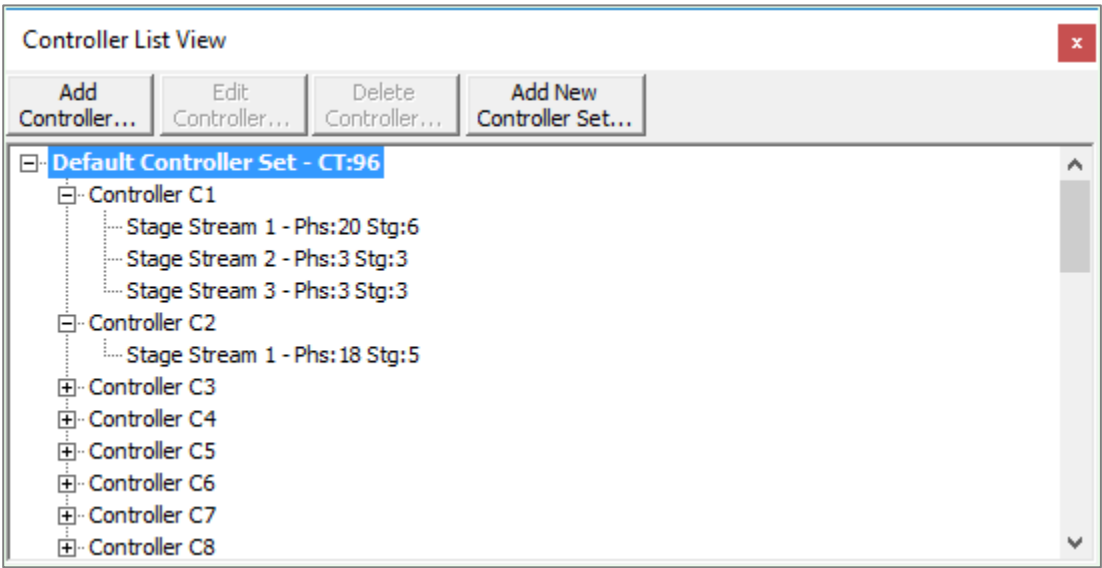 Controller List View
x
Add
Controller...
Edit
Controller...
Delete
Controller...
Add New
Controller Set...
Default Controller Set - CT:96
Controller C1
Stage Stream 1 - Phs:20 Stg:6
Stage Stream 2 - Phs:3 Stg:3
Stage Stream 3 - Phs:3 Stg:3
Controller C2
Stage Stream 1 - Phs:18 Stg:5
Controller C3
Controller C4
Controller C5
Controller C6
Controller C7
Controller C8